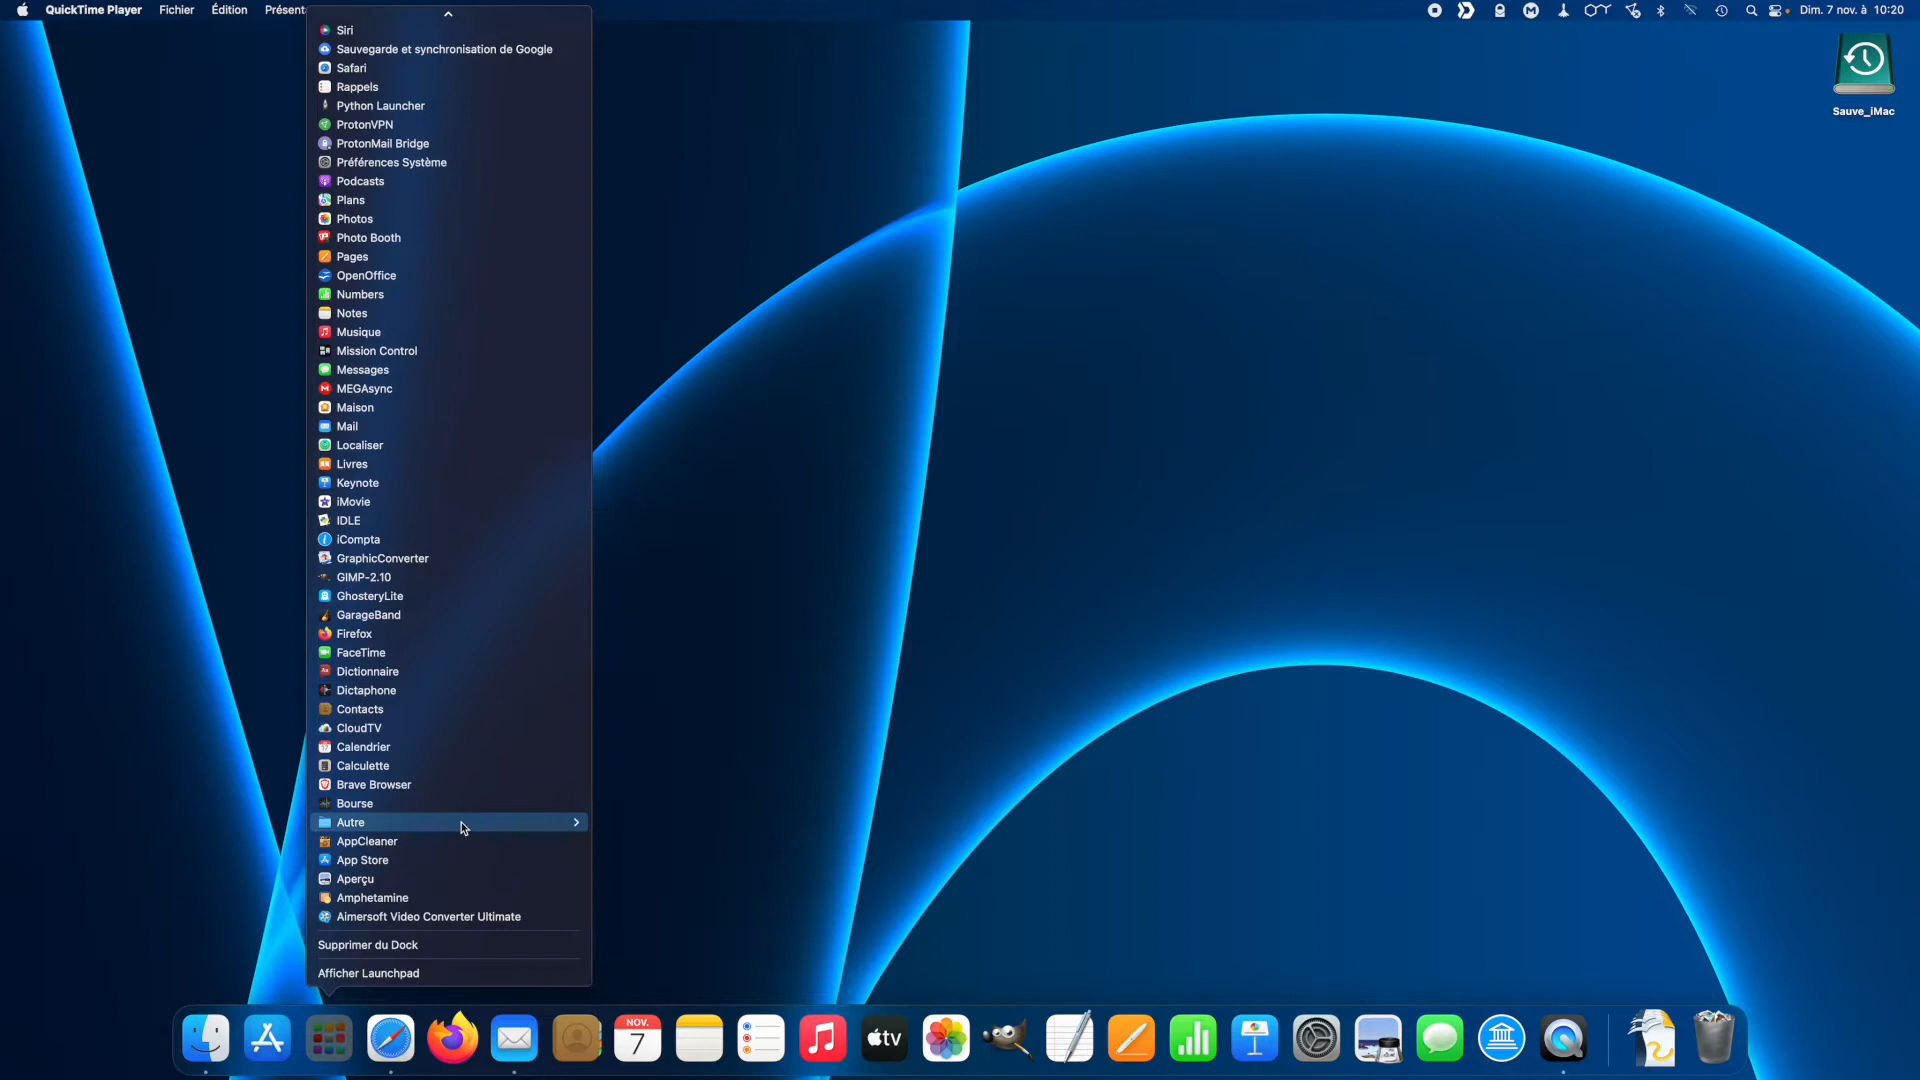 QuickTime Player Fichier Édition Présent
Dim. 7 nov. à 10:20
Sauve_iMac
Siri
Sauvegarde et synchronisation de Google
Safari
Rappels
Python Launcher
ProtonVPN
ProtonMail Bridge
Préférences Système
Podcasts
Plans
Photos
Photo Booth
Pages
OpenOffice
Numbers
Notes
Musique
Mission Control
Messages
MEGAsync
Maison
Mail
Localiser
Livres
Keynote
iMovie
IDLE
iCompta
GraphicConverter
GIMP-2.10
GhosteryLite
GarageBand
Firefox
FaceTime
Dictionnaire
Dictaphone
Contacts
CloudTV
Calendrier
Calculette
Brave Browser
Bourse
Autre
AppCleaner
App Store
Aperçu
Amphetamine
Aimersoft Video Converter Ultimate
Supprimer du Dock
Afficher Launchpad
NOV.
7
tv